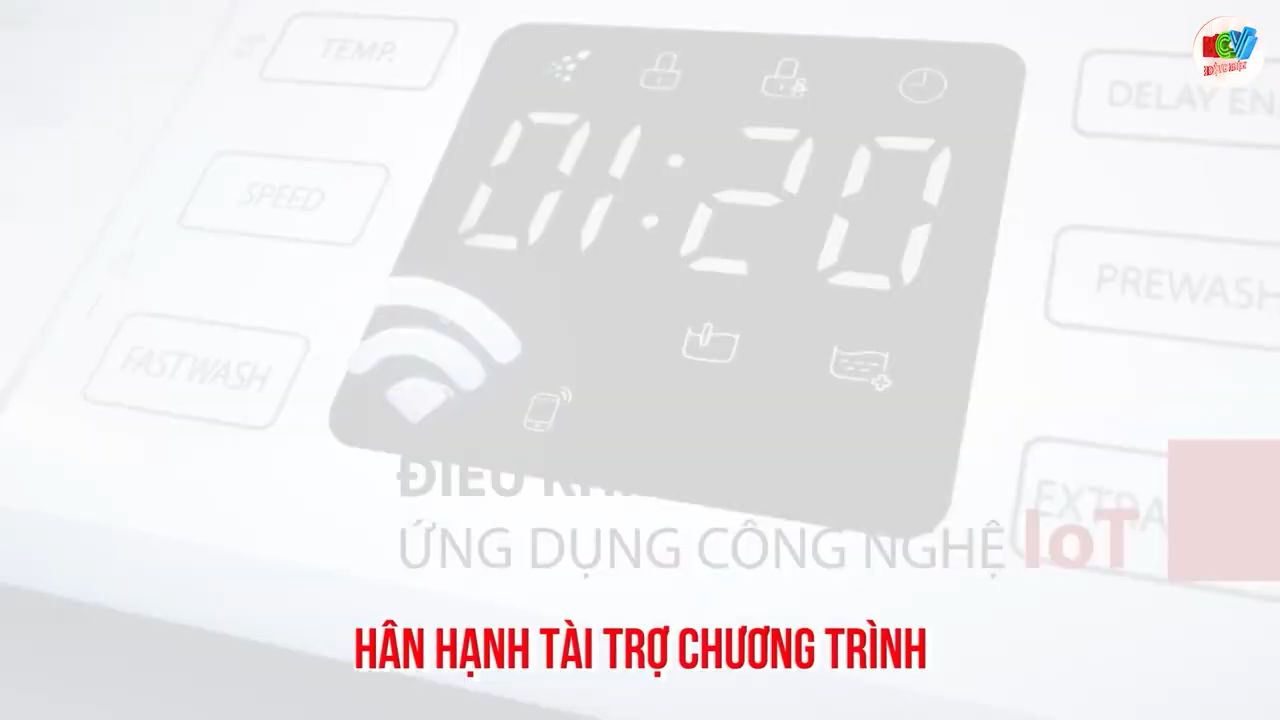 TEMP.
DELAY EN
SPEED
01:20
PREWASH
FASTWASH
EXTRA
ỨNG DỤNG CÔNG NGHỆ IoT
HÂN HẠNH TÀI TRỢ CHƯƠNG TRÌNH